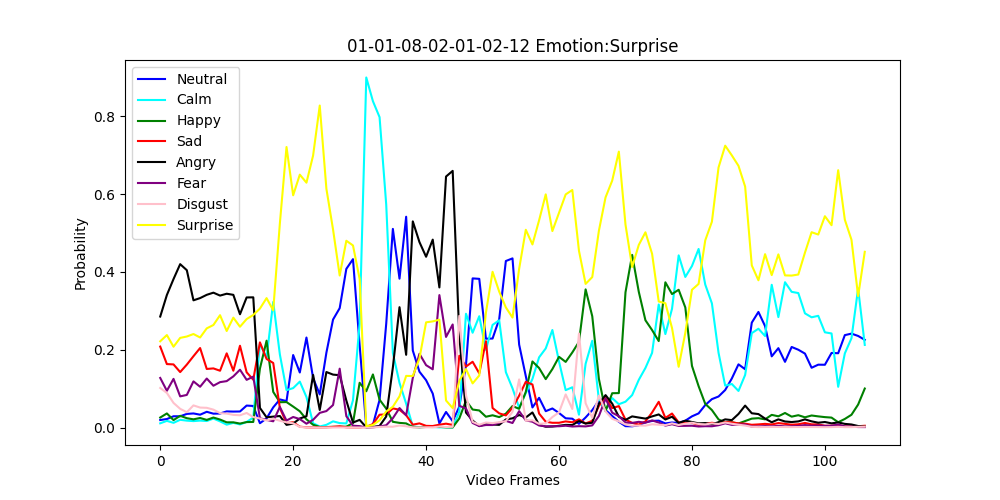 01-01-08-02-01-02-12 Emotion:Surprise
Neutral
Calm
Happy
Sad
Angry
Fear
Disgust
Surprise
Probability
0.8
0.6
0.4
0.2
0.0
0 20 40 60 80 100
Video Frames